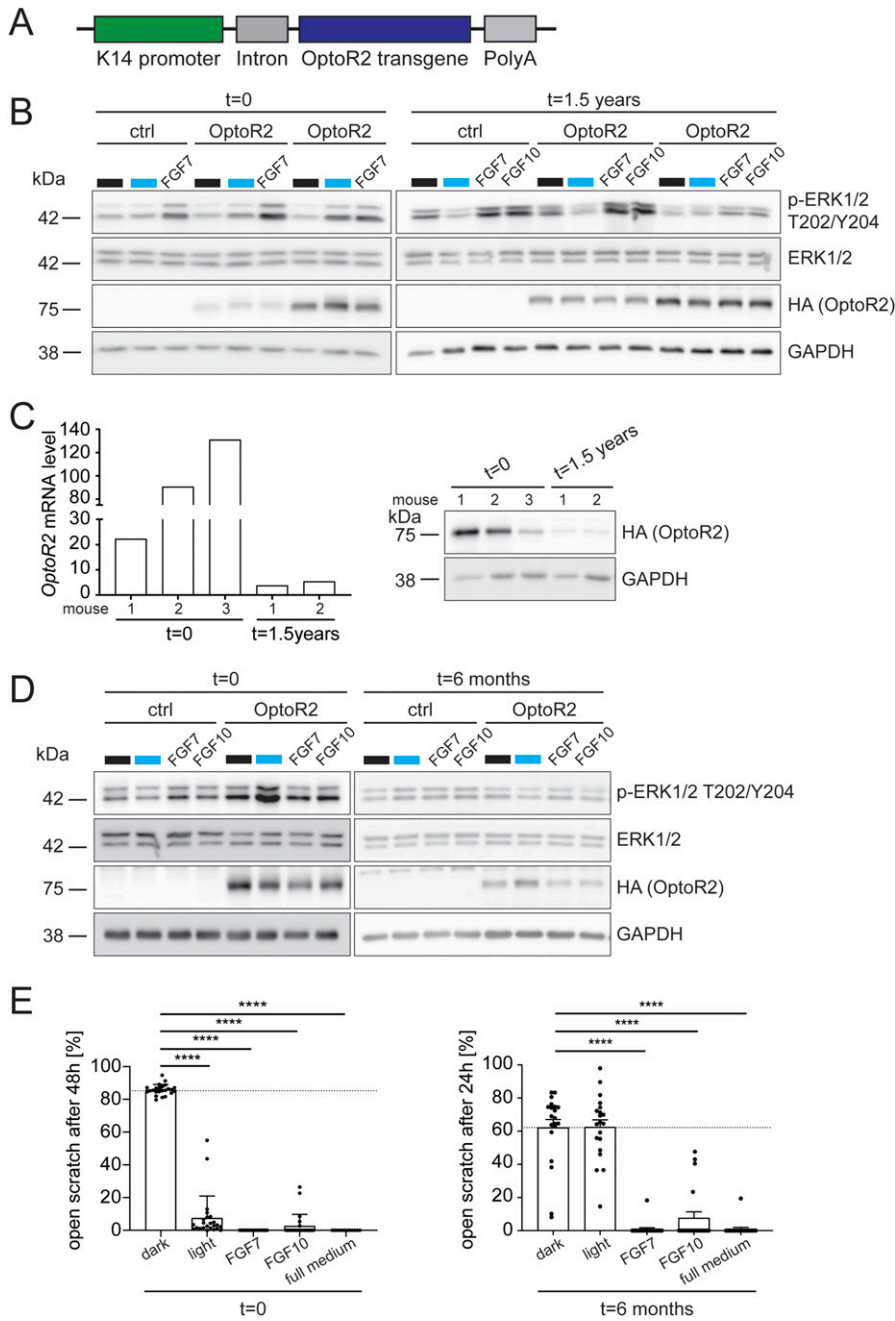 A
K14 promoter Intron OptoR2 transgene PolyA
B
t=0 t=1.5 years
ctrl OptoR2 OptoR2 ctrl OptoR2 OptoR2
kDa FGF7 FGF7 FGF7 FGF7 FGF10 FGF7 FGF10 FGF7 FGF10
42 p-ERK1/2
T202/Y204
42 ERK1/2
75 HA (OptoR2)
38 GAPDH
C
OptoR2 mRNA level
140
120
100
80
60
40
30
20
10
0
mouse 1 2 3 1 2
t=0 t=1.5years
t=0 t=1.5 years
mouse 1 2 3 1 2
kDa
75 HA (OptoR2)
38 GAPDH
D
t=0 t=6 months
ctrl OptoR2 ctrl OptoR2
kDa FGF7 FGF10 FGF7 FGF10 FGF7 FGF10 FGF7 FGF10
42 p-ERK1/2 T202/Y204
42 ERK1/2
75 HA (OptoR2)
38 GAPDH
E
open scratch after 48h [%]
****
****
****
****
100
80
60
40
20
0
dark light FGF7 FGF10 full medium
t=0
open scratch after 24h [%]
****
****
****
100
80
60
40
20
0
dark light FGF7 FGF10 full medium
t=6 months